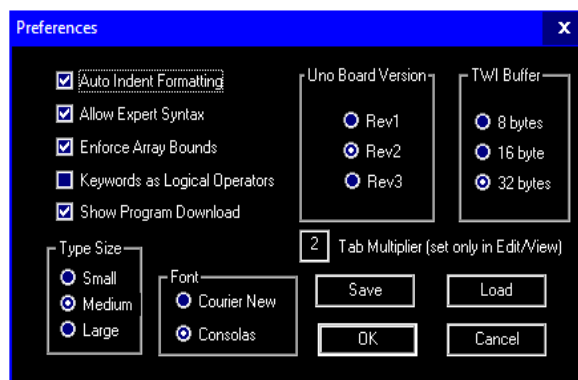 Preferences x
Auto Indent Formatting
Allow Expert Syntax
Enforce Array Bounds
Keywords as Logical Operators
Show Program Download
Uno Board Version
Rev1
Rev2
Rev3
TWI Buffer
8 bytes
16 byte
32 bytes
2 Tab Multiplier (set only in Edit/View)
Type Size
Small
Medium
Large
Font
Courier New
Consolas
Save Load
OK Cancel